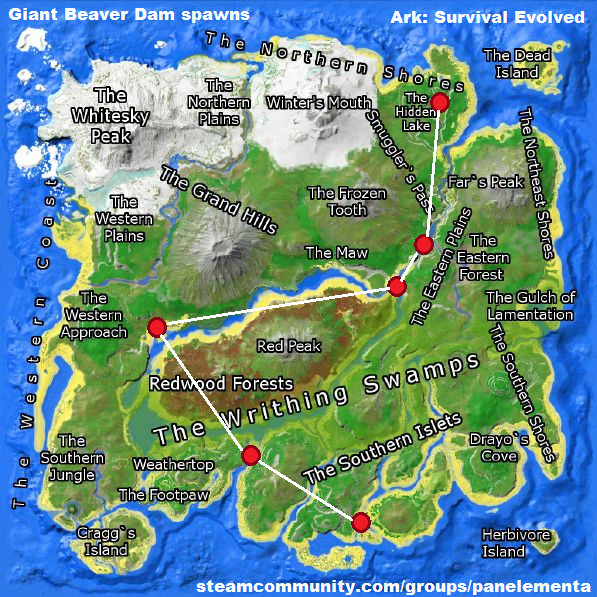 Giant Beaver Dam spawns
Ark: Survival Evolved
The Northern Shores
The Dead
Island
The
Whitesky
Peak
The
Northern
Plains
Winter's Mouth
The
Hidden
Lake
Smuggler`s Pass
The Northeast Shores
Far`s Peak
The Grand Hills
The Frozen
Tooth
The
Western
Plains
The Maw
The Eastern Plains
The
Eastern
Forest
The Western Coast
The
Western
Approach
The Gulch of
Lamentation
Red Peak
Redwood Forests
The Writhing Swamps
The Southern Shores
The Southern Islets
Drayo`s
Cove
The
Southern
Jungle
Weathertop
The Footpaw
Cragg`s
Island
Herbivore
Island
steamcommunity.com/groups/panelementa